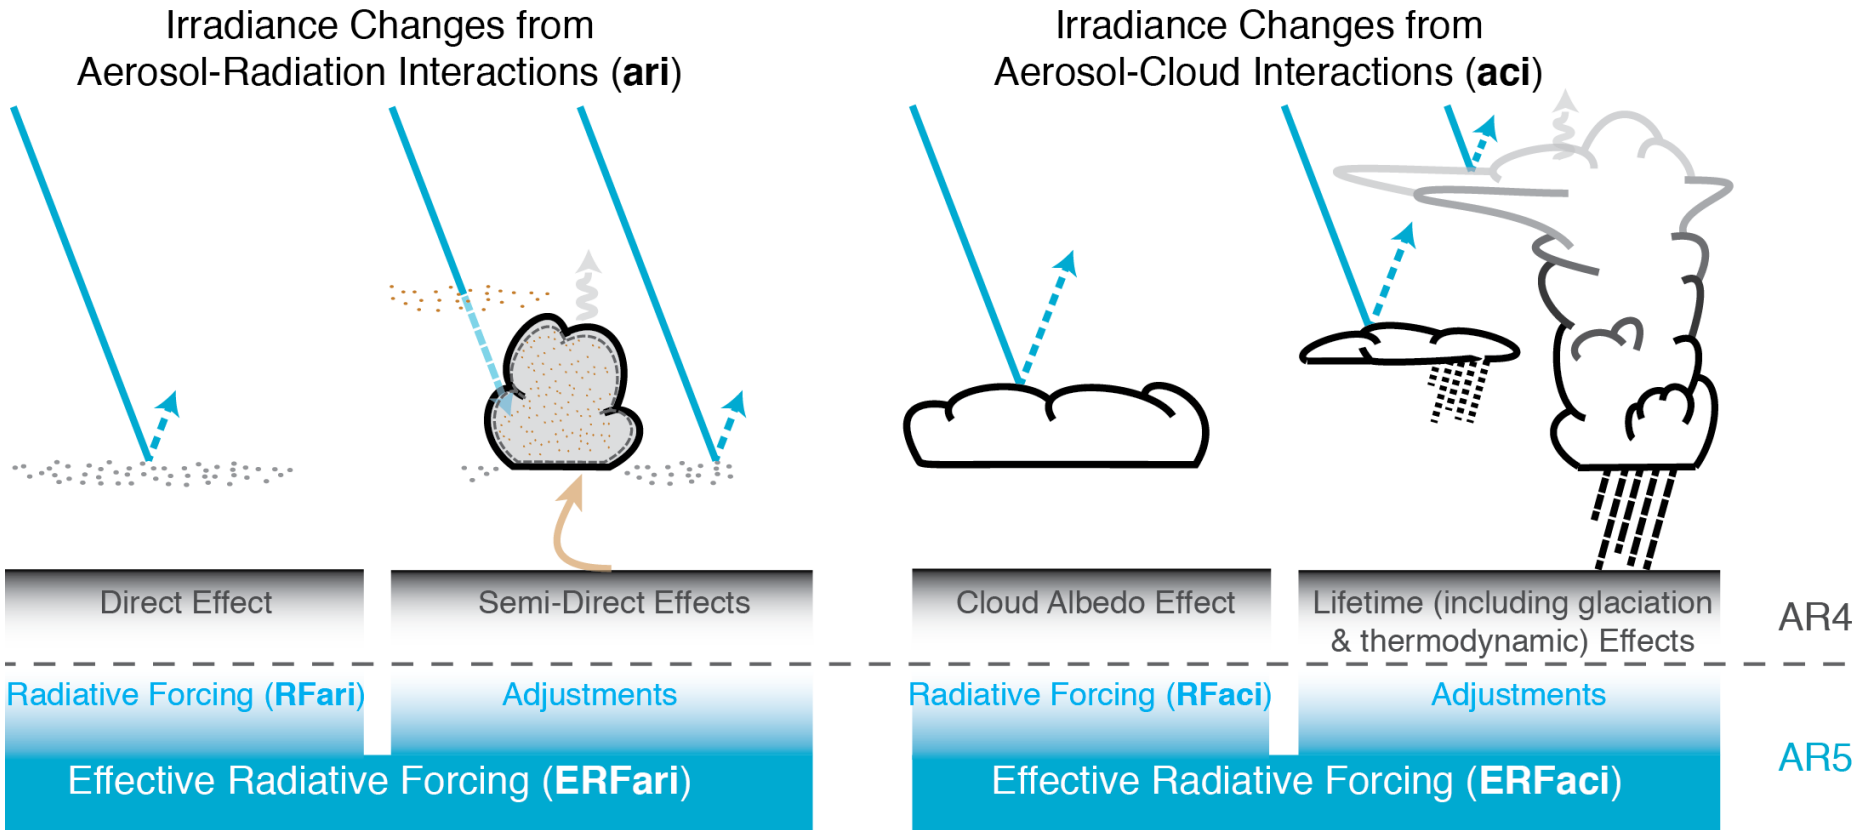 Irradiance Changes from
Aerosol-Radiation Interactions (ari)
Irradiance Changes from
Aerosol-Cloud Interactions (aci)
Direct Effect
Semi-Direct Effects
Cloud Albedo Effect
Lifetime (including glaciation
& thermodynamic) Effects
AR4
Radiative Forcing (RFari)
Adjustments
Radiative Forcing (RFaci)
Adjustments
AR5
Effective Radiative Forcing (ERFari)
Effective Radiative Forcing (ERFaci)